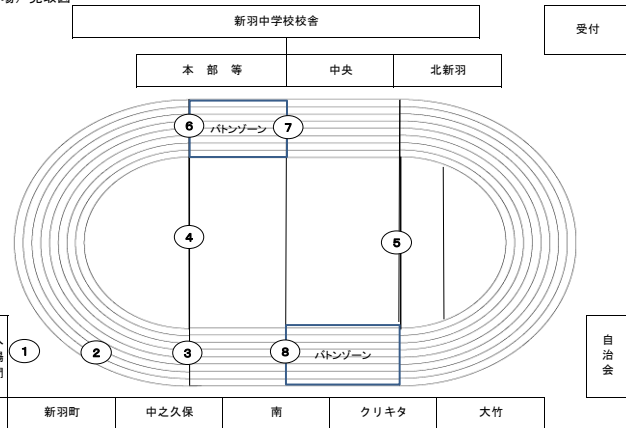 新羽中学校校舎
受付
本 部 等
中央
北新羽
6
バトンゾーン
7
4
5
1
2
3
8
バトンゾーン
自治会
新羽町
中之久保
南
クリキタ
大竹